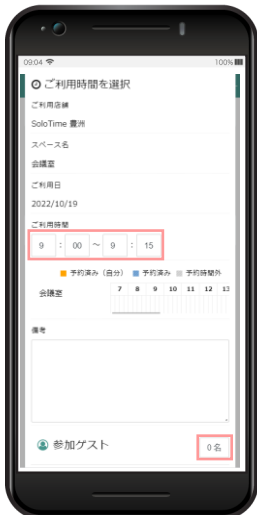 09:04 100%
ご利用時間を選択
ご利用店舗
SoloTime 豊洲
スペース名
会議室
ご利用日
2022/10/19
ご利用時間
9 : 00 ～ 9 : 15
予約済み（自分） 予約済み 予約時間外
会議室 7 8 9 10 11 12 13
備考
参加ゲスト 0 名